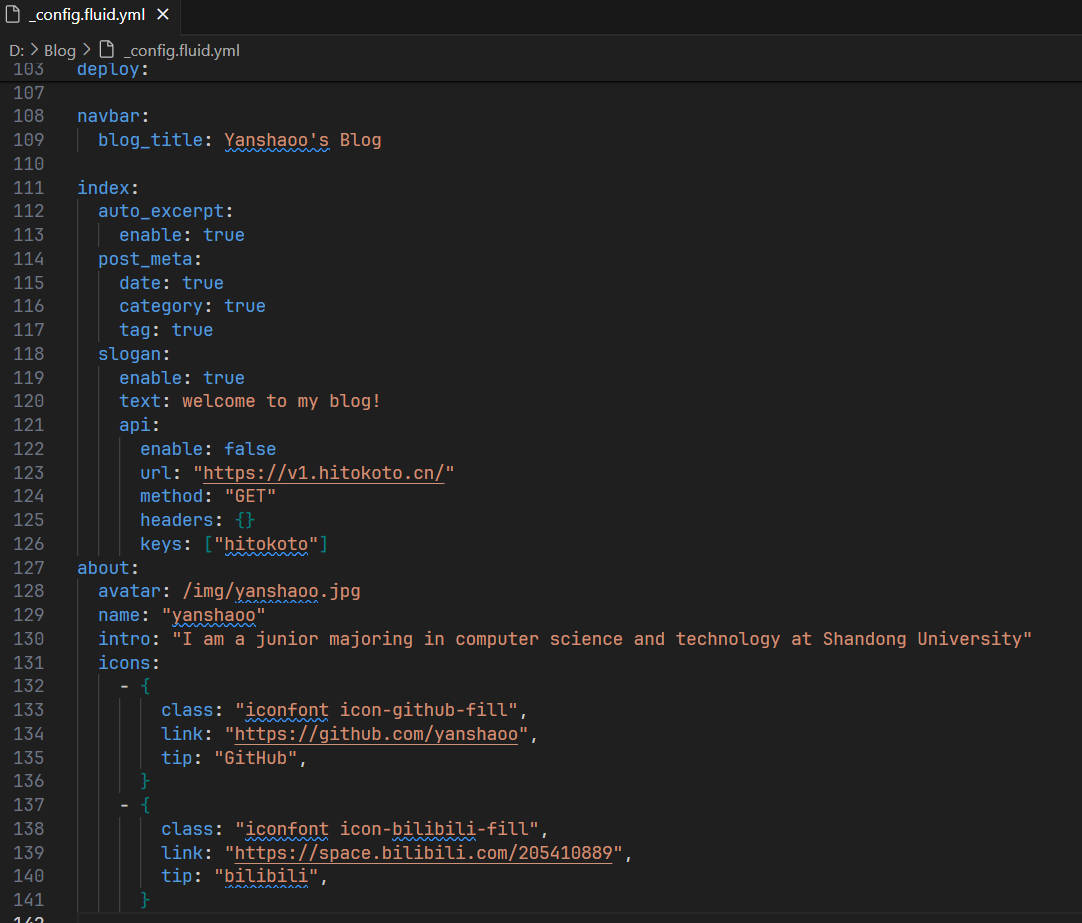 _config.fluid.yml ×
D: > Blog > _config.fluid.yml
103 deploy:
107
108 navbar:
109   blog_title: Yanshaoo's Blog
110
111 index:
112   auto_excerpt:
113     enable: true
114   post_meta:
115     date: true
116     category: true
117     tag: true
118   slogan:
119     enable: true
120     text: welcome to my blog!
121     api:
122       enable: false
123       url: "https://v1.hitokoto.cn/"
124       method: "GET"
125       headers: {}
126       keys: ["hitokoto"]
127 about:
128   avatar: /img/yanshaoo.jpg
129   name: "yanshaoo"
130   intro: "I am a junior majoring in computer science and technology at Shandong University"
131   icons:
132     - {
133         class: "iconfont icon-github-fill",
134         link: "https://github.com/yanshaoo",
135         tip: "GitHub",
136       }
137     - {
138         class: "iconfont icon-bilibili-fill",
139         link: "https://space.bilibili.com/205410889",
140         tip: "bilibili",
141       }
142